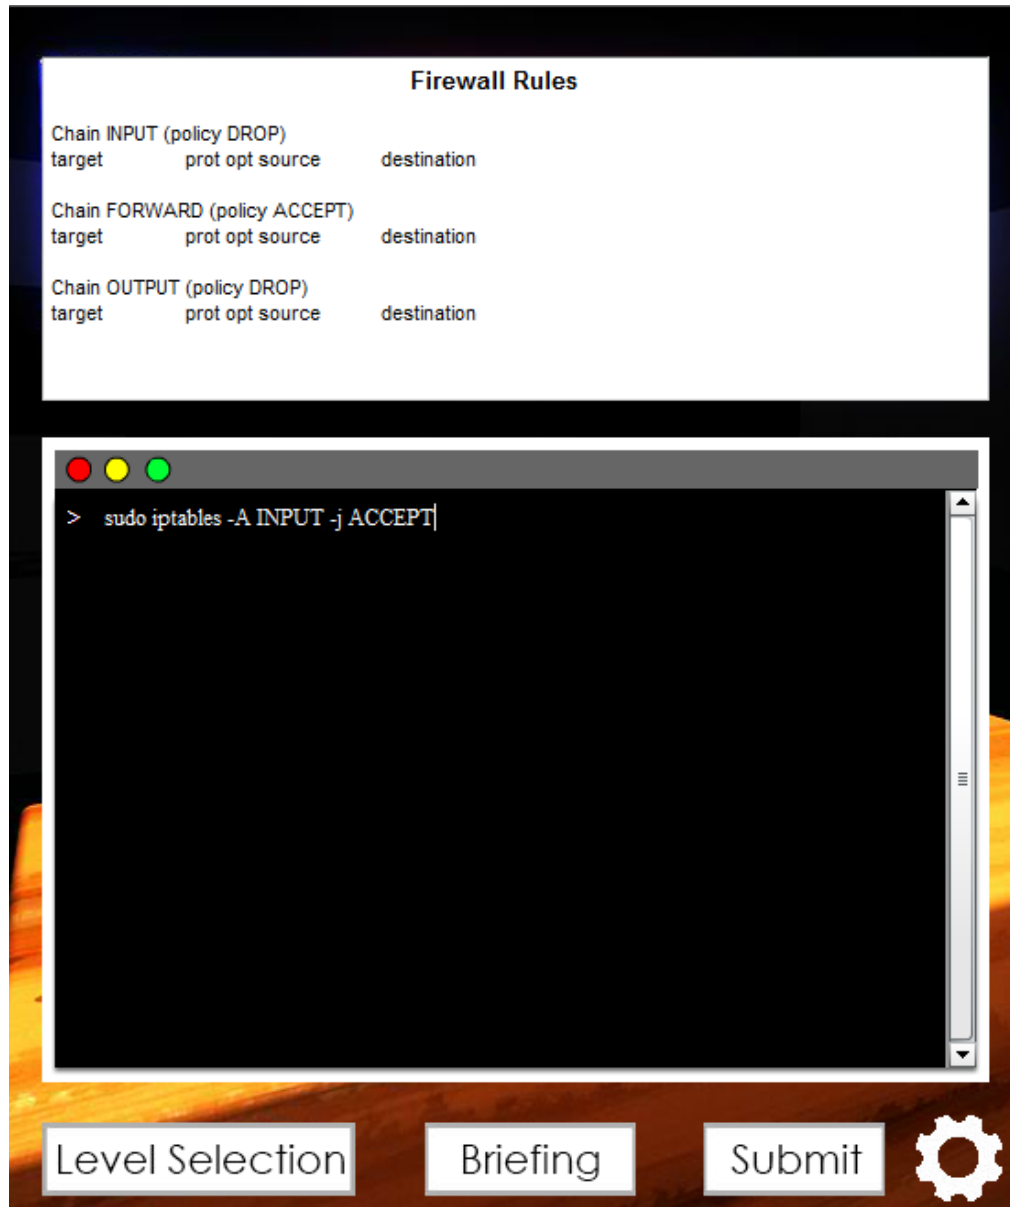 Firewall Rules
Chain INPUT (policy DROP)
target prot opt source destination
Chain FORWARD (policy ACCEPT)
target prot opt source destination
Chain OUTPUT (policy DROP)
target prot opt source destination
> sudo iptables -A INPUT -j ACCEPT
Level Selection Briefing Submit